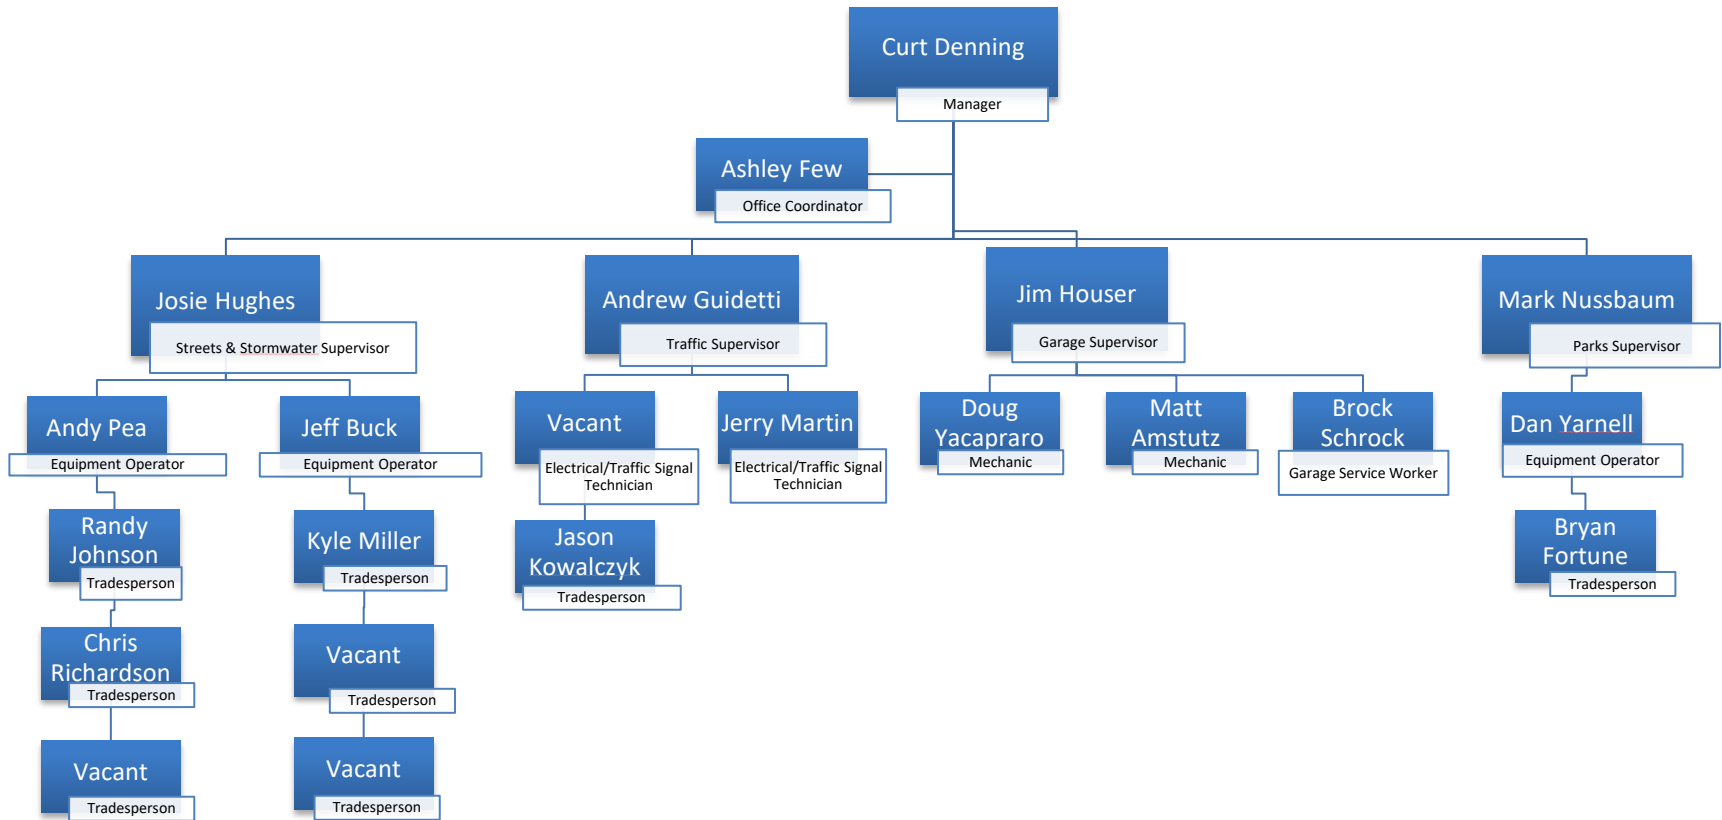 Curt Denning
Manager
Ashley Few
Office Coordinator
Josie Hughes
Streets & Stormwater Supervisor
Andrew Guidetti
Traffic Supervisor
Jim Houser
Garage Supervisor
Mark Nussbaum
Parks Supervisor
Andy Pea
Equipment Operator
Jeff Buck
Equipment Operator
Vacant
Electrical/Traffic Signal
Technician
Jerry Martin
Electrical/Traffic Signal
Technician
Doug
Yacapraro
Mechanic
Matt
Amstutz
Mechanic
Brock
Schrock
Garage Service Worker
Dan Yarnell
Equipment Operator
Randy
Johnson
Tradesperson
Kyle Miller
Tradesperson
Jason
Kowalczyk
Tradesperson
Bryan
Fortune
Tradesperson
Chris
Richardson
Tradesperson
Vacant
Tradesperson
Vacant
Tradesperson
Vacant
Tradesperson